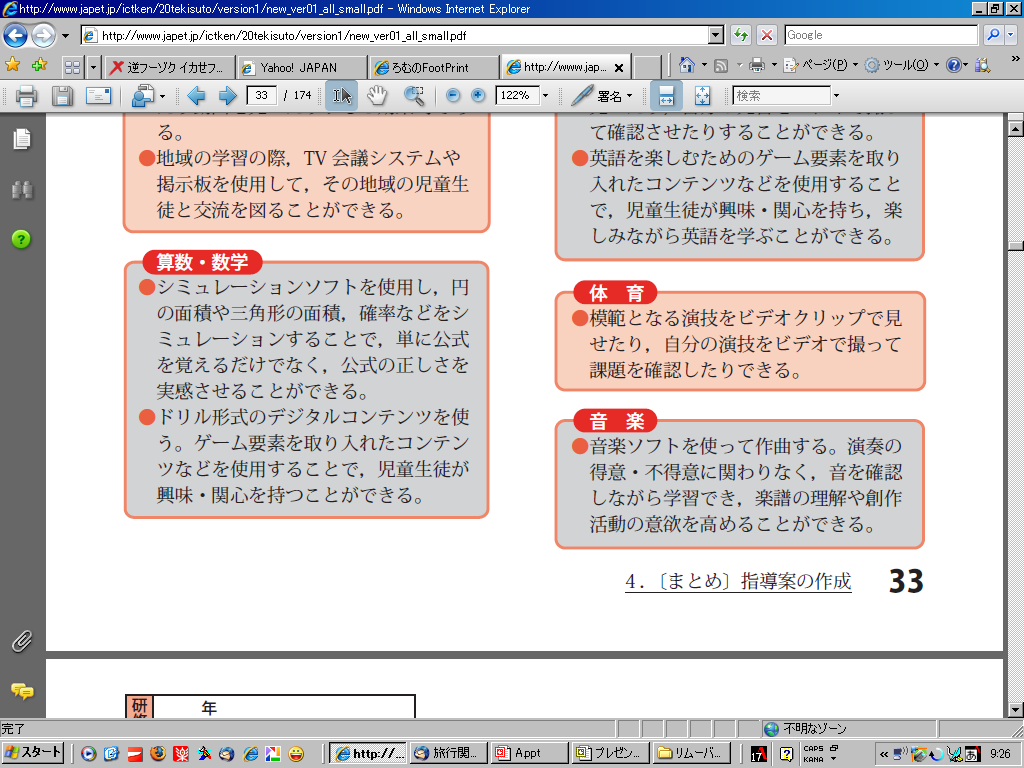 http://www.japet.jp/ictken/20tekisuto/version1/new_ver01_all_small.pdf - Windows Internet Explorer
http://www.japet.jp/ictken/20tekisuto/version1/new_ver01_all_small.pdf
Google
逆フーゾク イカせフ...
Yahoo! JAPAN
ろむのFootPrint
http://www.jap...
ページ(P)
ツール(O)
33 / 174
122%
署名
検索
る。
●地域の学習の際，TV会議システムや
掲示板を使用して，その地域の児童生
徒と交流を図ることができる。
算数・数学
●シミュレーションソフトを使用し，円
の面積や三角形の面積，確率などをシ
ミュレーションすることで，単に公式
を覚えるだけでなく，公式の正しさを
実感させることができる。
●ドリル形式のデジタルコンテンツを使
う。ゲーム要素を取り入れたコンテン
ツなどを使用することで，児童生徒が
興味・関心を持つことができる。
て確認させたりすることができる。
●英語を楽しむためのゲーム要素を取り
入れたコンテンツなどを使用すること
で，児童生徒が興味・関心を持ち，楽
しみながら英語を学ぶことができる。
体 育
●模範となる演技をビデオクリップで見
せたり，自分の演技をビデオで撮って
課題を確認したりできる。
音 楽
●音楽ソフトを使って作曲する。演奏の
得意・不得意に関わりなく，音を確認
しながら学習でき，楽譜の理解や創作
活動の意欲を高めることができる。
4．〔まとめ〕指導案の作成 33
研
年
完了
不明なゾーン
スタート
http://...
旅行関...
Appt
プレゼン...
リムーバ...
17
CAPS
KANA
9:26